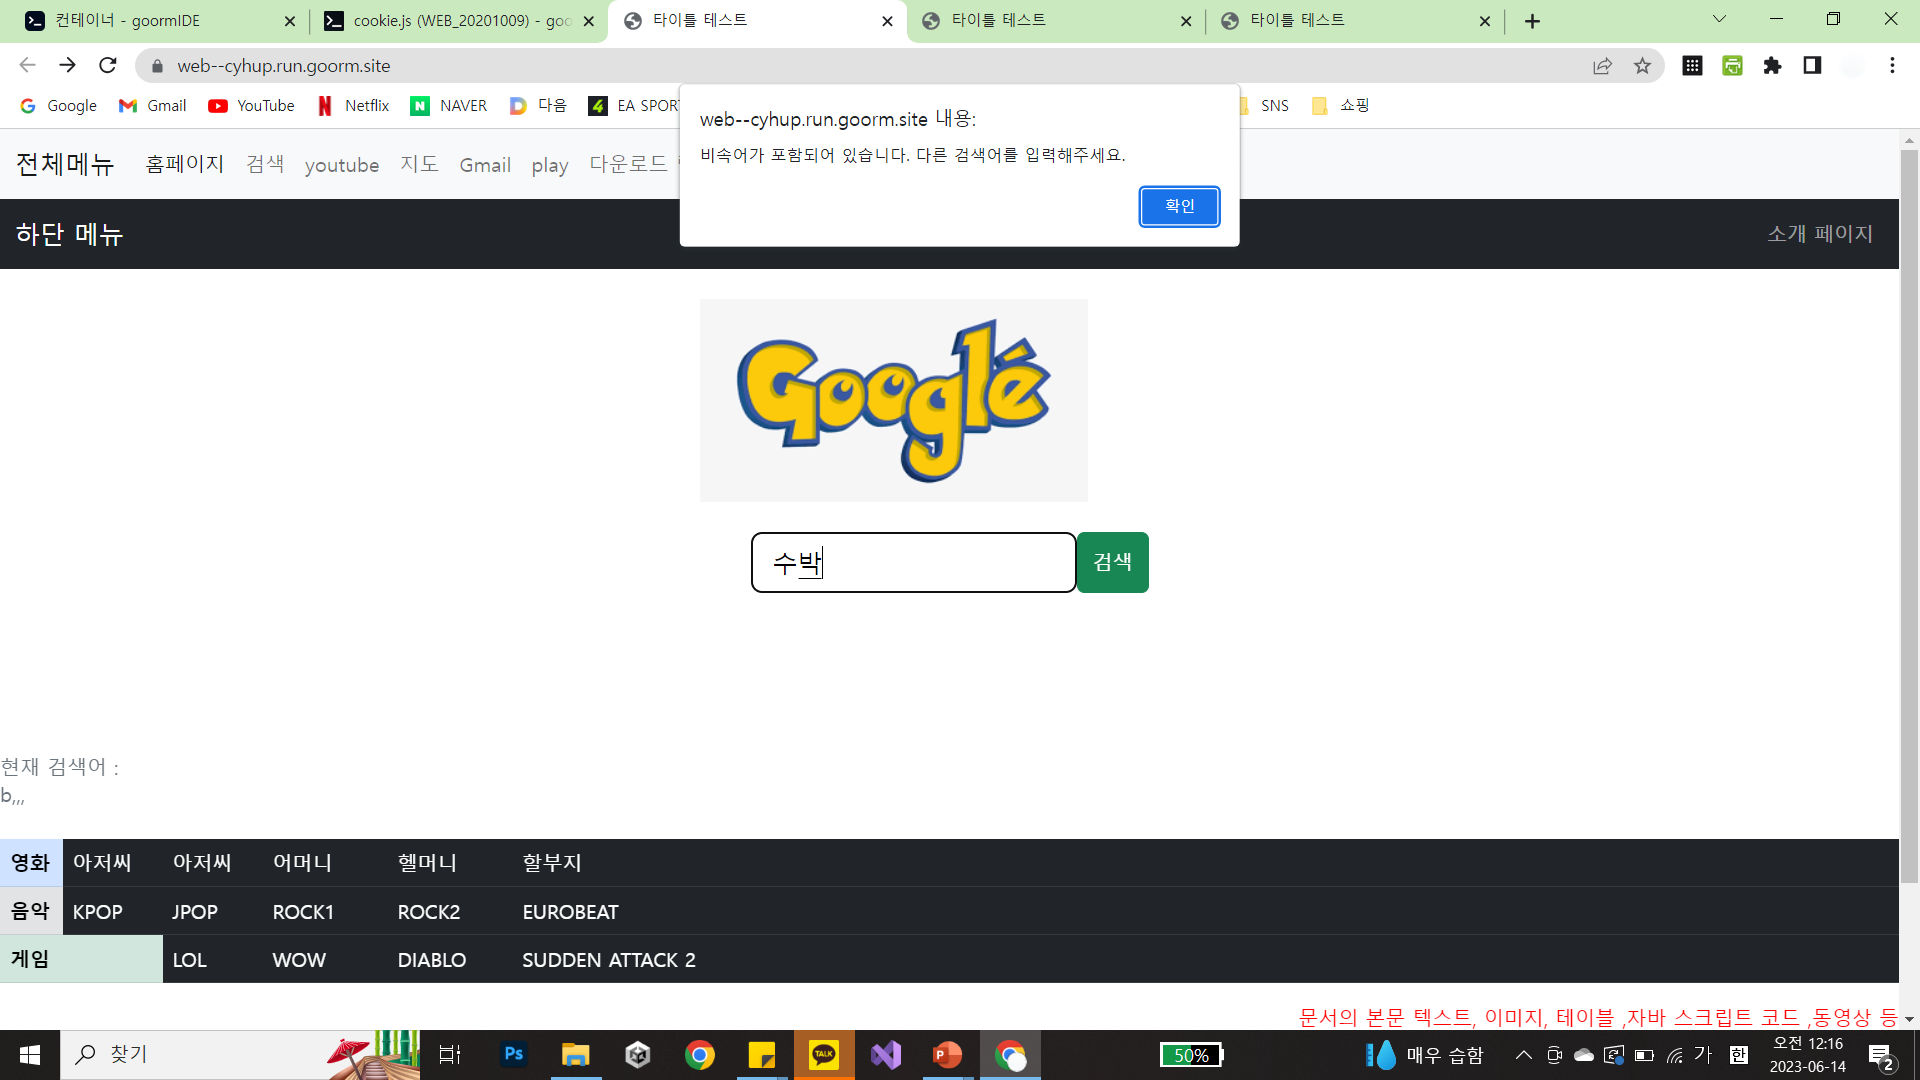 컨테이너 - goormIDE
cookie.js (WEB_20201009) - goo
타이틀 테스트
타이틀 테스트
타이틀 테스트
web--cyhup.run.goorm.site
Google Gmail YouTube Netflix NAVER 다음 EA SPORT SNS 쇼핑
web--cyhup.run.goorm.site 내용:
비속어가 포함되어 있습니다. 다른 검색어를 입력해주세요.
확인
전체메뉴 홈페이지 검색 youtube 지도 Gmail play 다운로드
하단 메뉴 소개 페이지
Googlé
수박 검색
현재 검색어 :
b,,,
영화 아저씨 아저씨 어머니 헬머니 할부지
음악 KPOP JPOP ROCK1 ROCK2 EUROBEAT
게임 LOL WOW DIABLO SUDDEN ATTACK 2
문서의 본문 텍스트, 이미지, 테이블 ,자바 스크립트 코드 ,동영상 등
찾기 Ps TALK P 50% 매우 습함 가 한 오전 12:16
2023-06-14 2